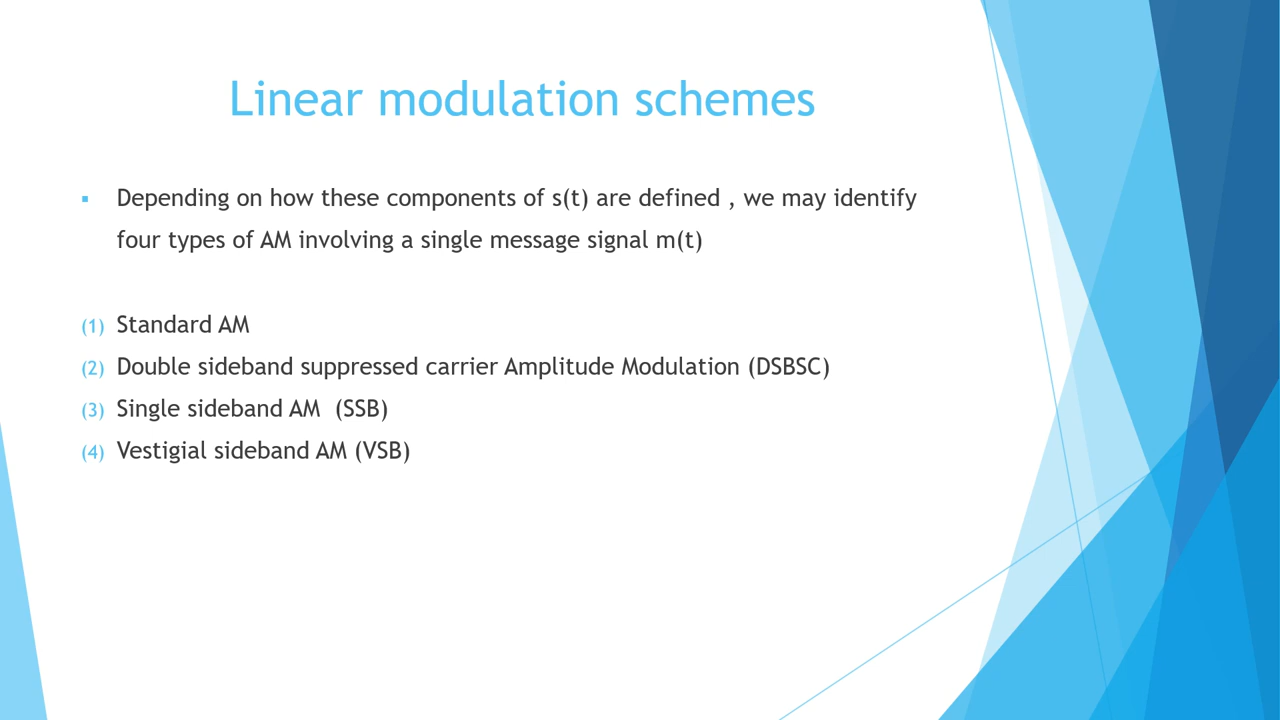 Linear modulation schemes
▪ Depending on how these components of s(t) are defined , we may identify
four types of AM involving a single message signal m(t)
(1) Standard AM
(2) Double sideband suppressed carrier Amplitude Modulation (DSBSC)
(3) Single sideband AM  (SSB)
(4) Vestigial sideband AM (VSB)